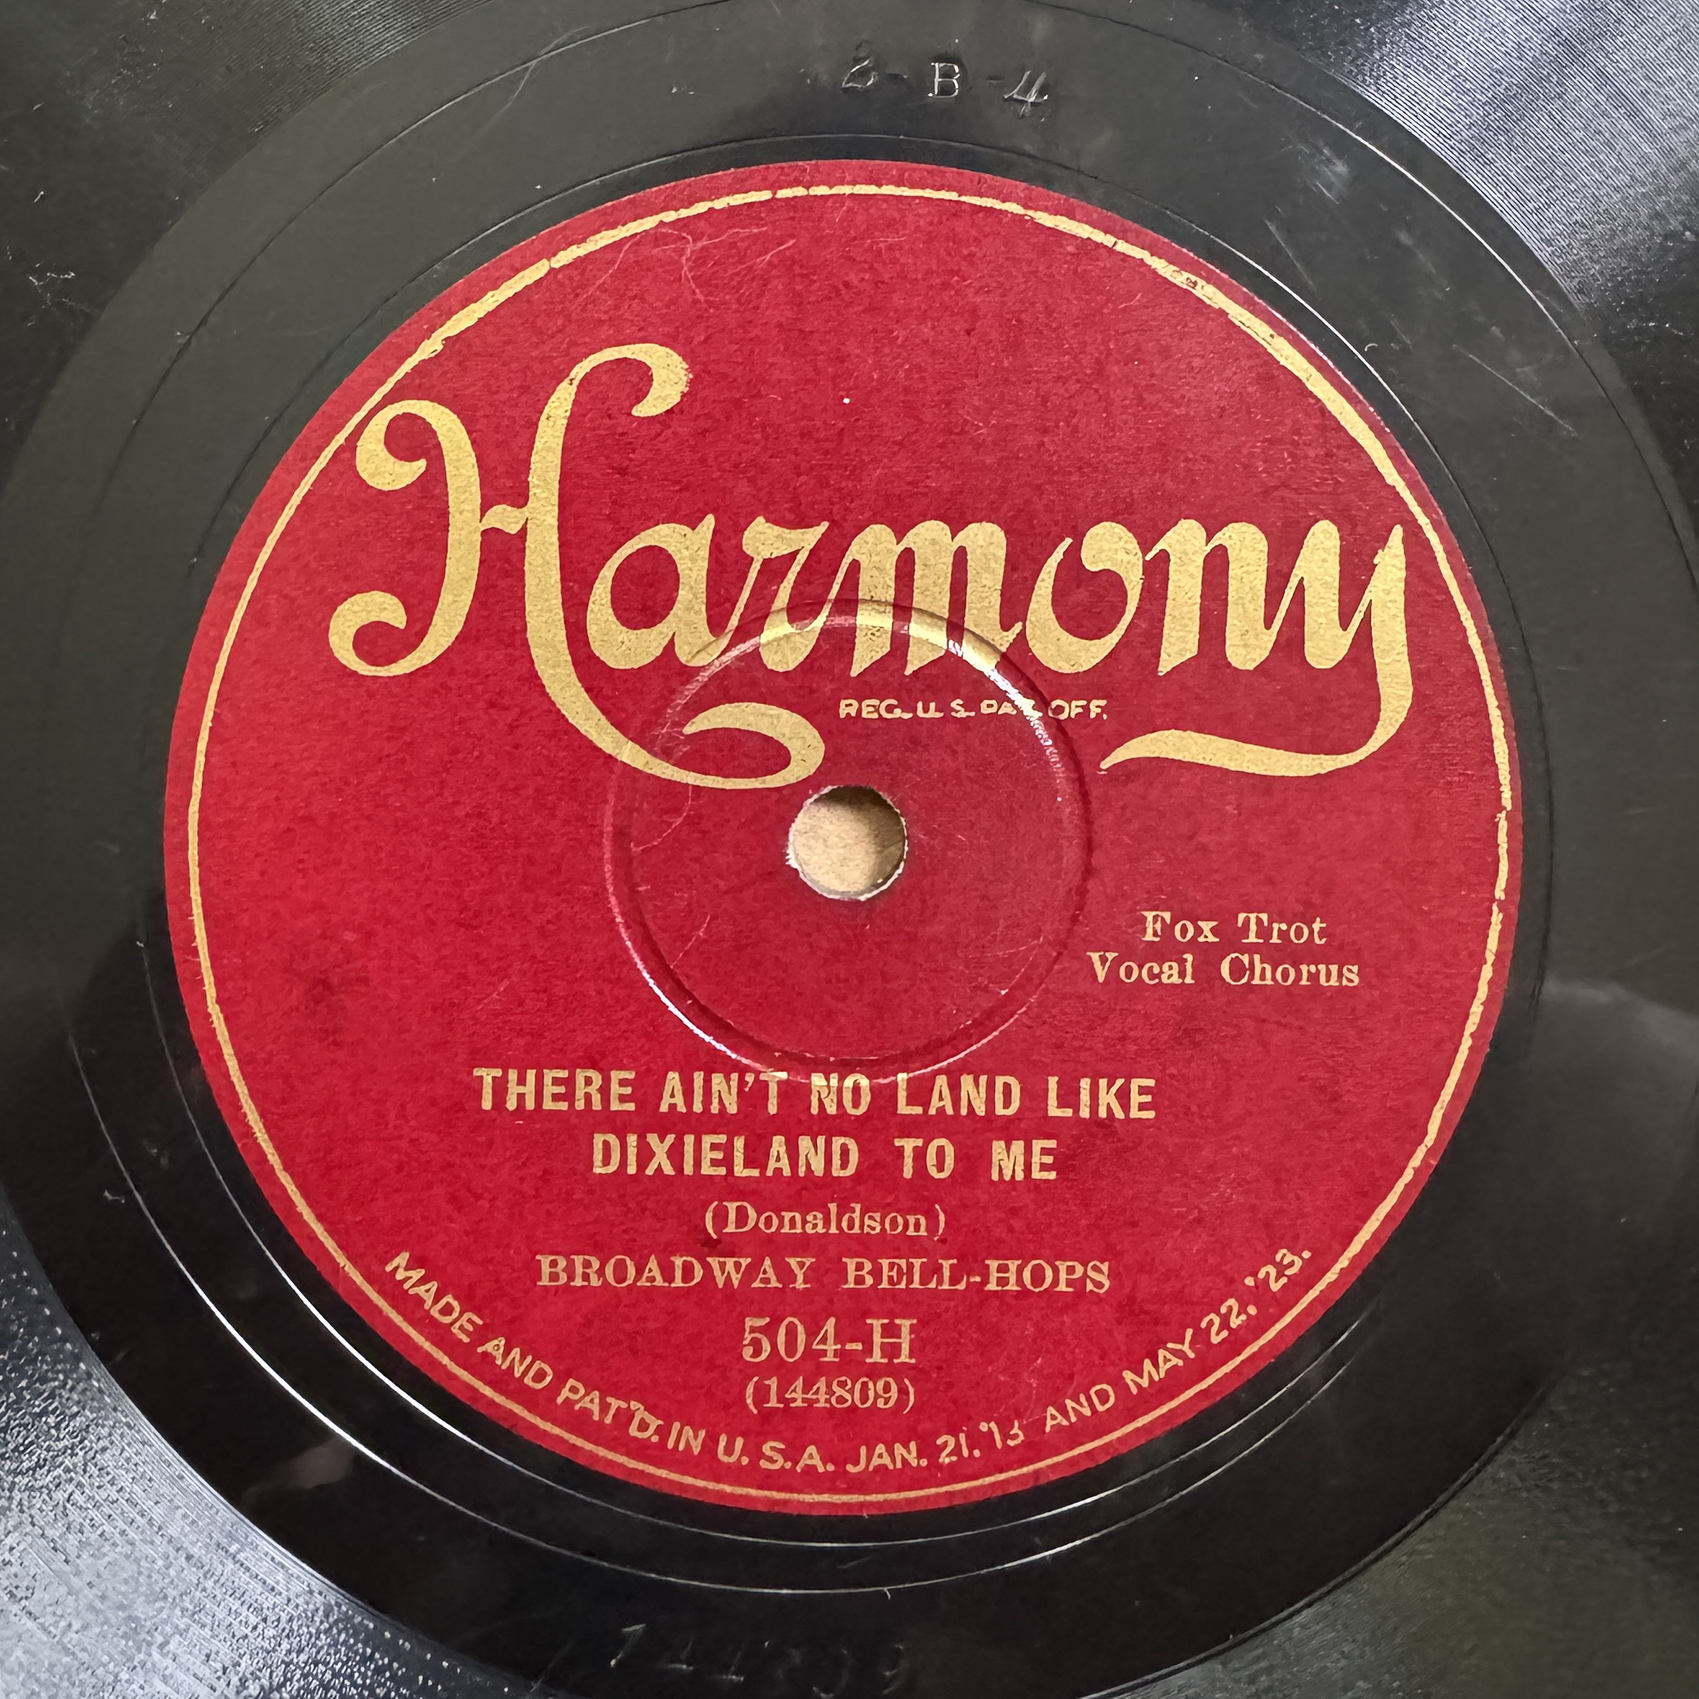 2-B-4
Harmony
REG. U. S. PAT. OFF.
Fox Trot
Vocal Chorus
THERE AIN'T NO LAND LIKE
DIXIELAND TO ME
(Donaldson)
BROADWAY BELL-HOPS
504-H
(144809)
MADE AND PAT'D. IN U. S. A. JAN. 21. '13 AND MAY 22. '23.